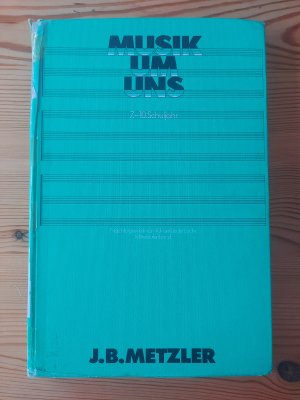 MUSIK
UM
UNS
7.–10. Schuljahr
J.B.METZLER